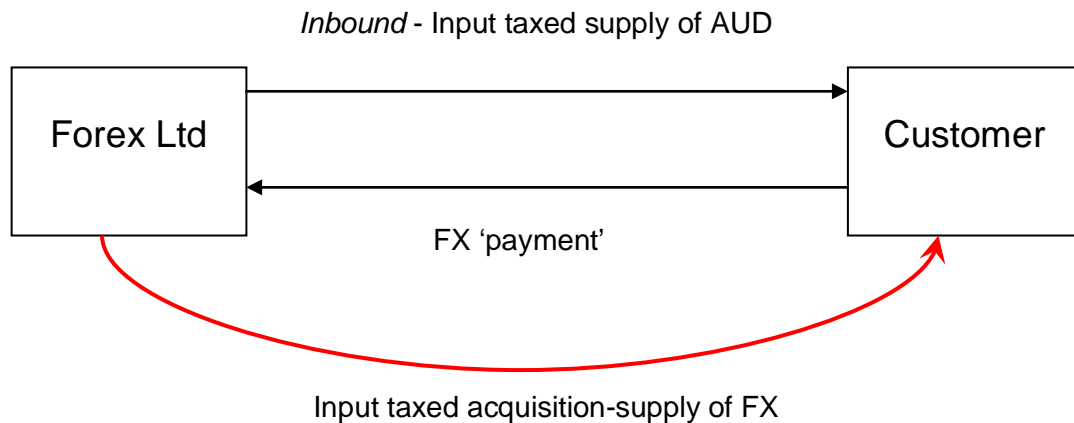 Inbound - Input taxed supply of AUD
Forex Ltd
Customer
FX ‘payment’
Input taxed acquisition-supply of FX